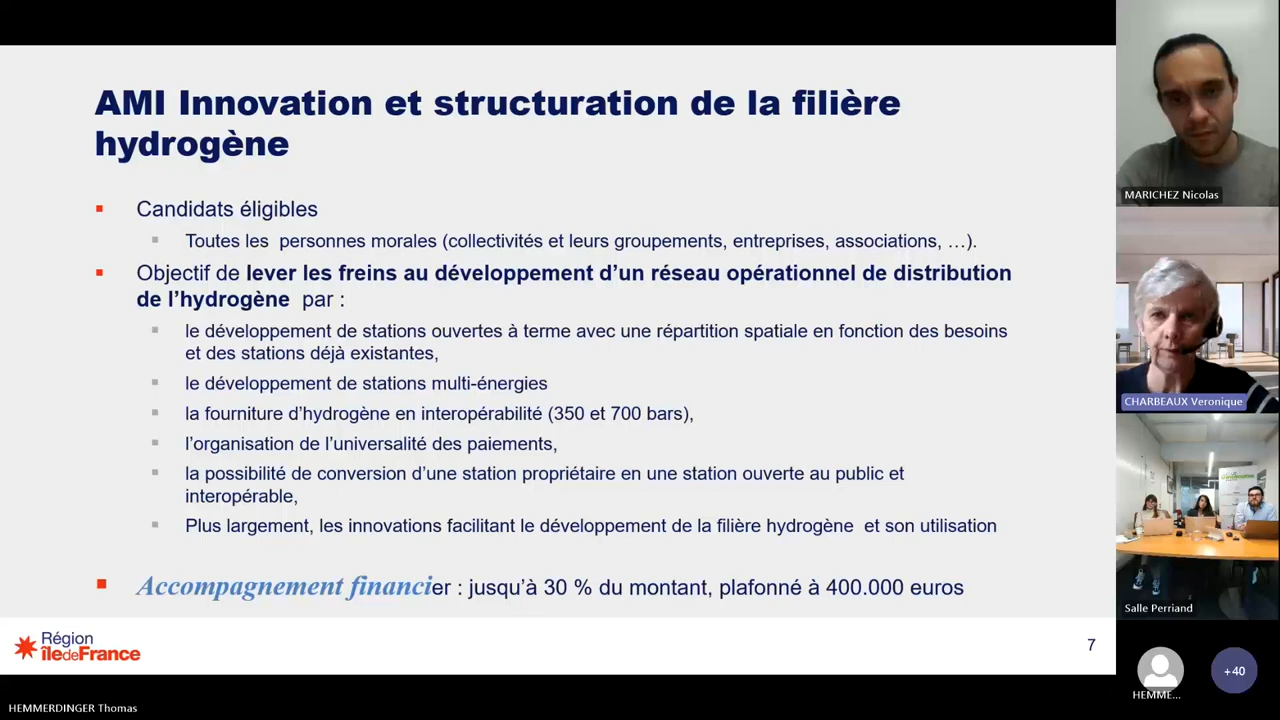 AMI Innovation et structuration de la filière
hydrogène
Candidats éligibles
Toutes les  personnes morales (collectivités et leurs groupements, entreprises, associations, …).
Objectif de lever les freins au développement d’un réseau opérationnel de distribution
de l’hydrogène  par :
le développement de stations ouvertes à terme avec une répartition spatiale en fonction des besoins
et des stations déjà existantes,
le développement de stations multi-énergies
la fourniture d’hydrogène en interopérabilité (350 et 700 bars),
l’organisation de l’universalité des paiements,
la possibilité de conversion d’une station propriétaire en une station ouverte au public et
interopérable,
Plus largement, les innovations facilitant le développement de la filière hydrogène  et son utilisation
Accompagnement financier : jusqu’à 30 % du montant, plafonné à 400.000 euros
Région
îledeFrance
7
HEMMERDINGER Thomas
MARICHEZ Nicolas
CHARBEAUX Veronique
Salle Perriand
HEMME...
+40